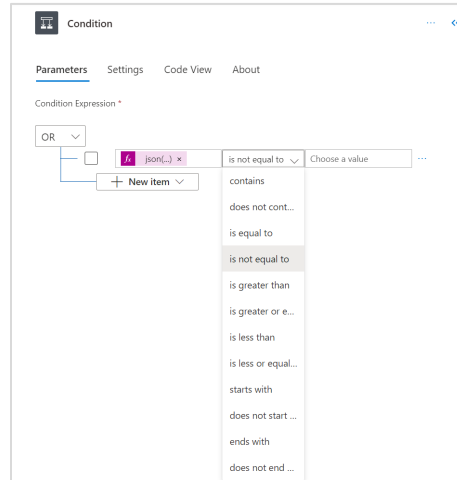 Condition
Parameters Settings Code View About
Condition Expression *
OR
fx json(...) × is not equal to Choose a value
New item
contains
does not cont...
is equal to
is not equal to
is greater than
is greater or e...
is less than
is less or equal...
starts with
does not start ...
ends with
does not end ...